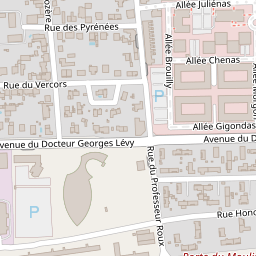 Allée Juliénas
Rue des Pyrénées
Allée Brouilly
Allée Chenas
Rue du Vercors
P
Allée Gigondas
Avenue du Docteur Georges Lévy
Avenue du D
Rue du Professeur Roux
P
P
Rue Hono